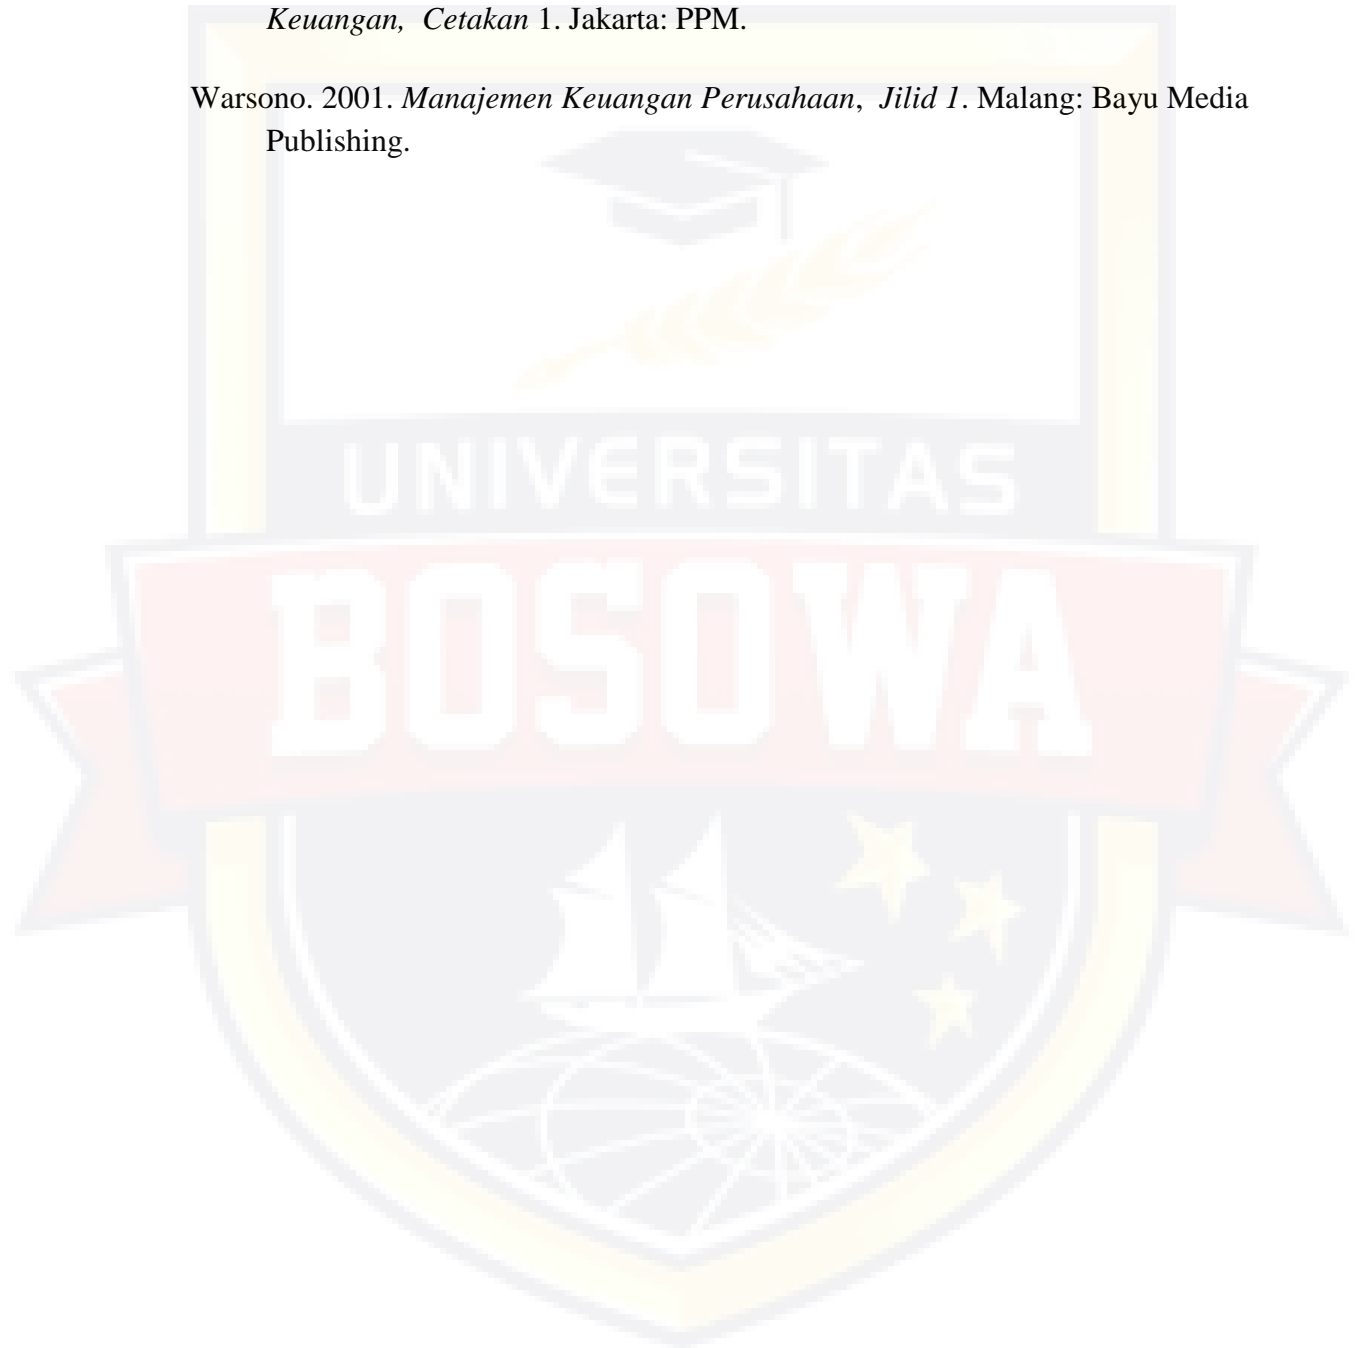 Keuangan, Cetakan 1. Jakarta: PPM.
Warsono. 2001. Manajemen Keuangan Perusahaan, Jilid 1. Malang: Bayu Media
Publishing.
UNIVERSITAS
BOSOWA